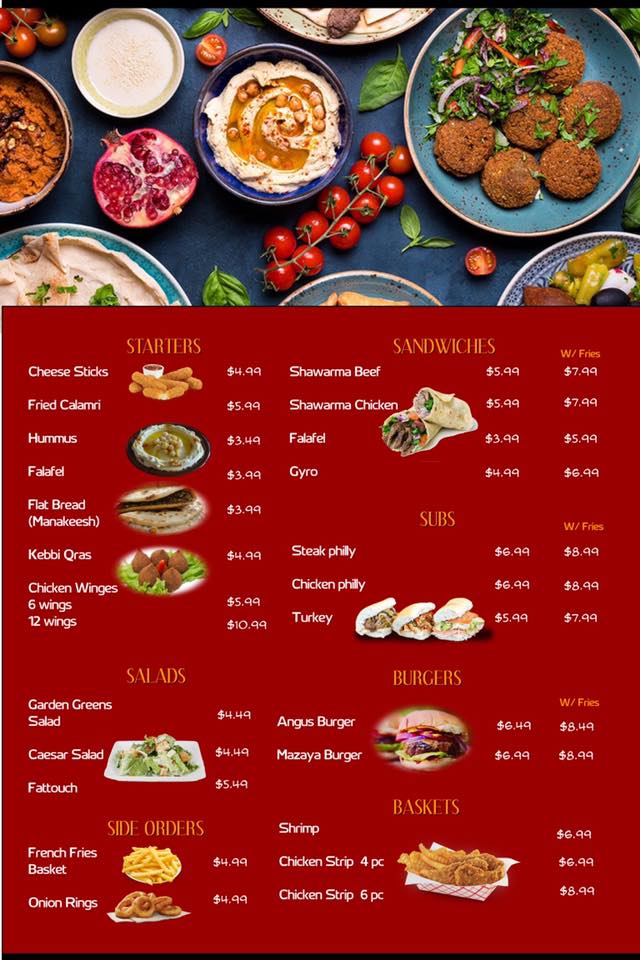 STARTERS
Cheese Sticks $4.99
Fried Calamri $5.99
Hummus $3.49
Falafel $3.99
Flat Bread
(Manakeesh) $3.99
Kebbi Qras $4.99
Chicken Winges
6 wings $5.99
12 wings $10.99
SALADS
Garden Greens
Salad $4.49
Caesar Salad $4.49
Fattouch $5.49
SIDE ORDERS
French Fries
Basket $4.99
Onion Rings $4.99
SANDWICHES
W/ Fries
Shawarma Beef $5.99 $7.99
Shawarma Chicken $5.99 $7.99
Falafel $3.99 $5.99
Gyro $4.99 $6.99
SUBS
W/ Fries
Steak philly $6.99 $8.99
Chicken philly $6.99 $8.99
Turkey $5.99 $7.99
BURGERS
W/ Fries
Angus Burger $6.49 $8.49
Mazaya Burger $6.99 $8.99
BASKETS
Shrimp $6.99
Chicken Strip 4 pc $6.99
Chicken Strip 6 pc $8.99